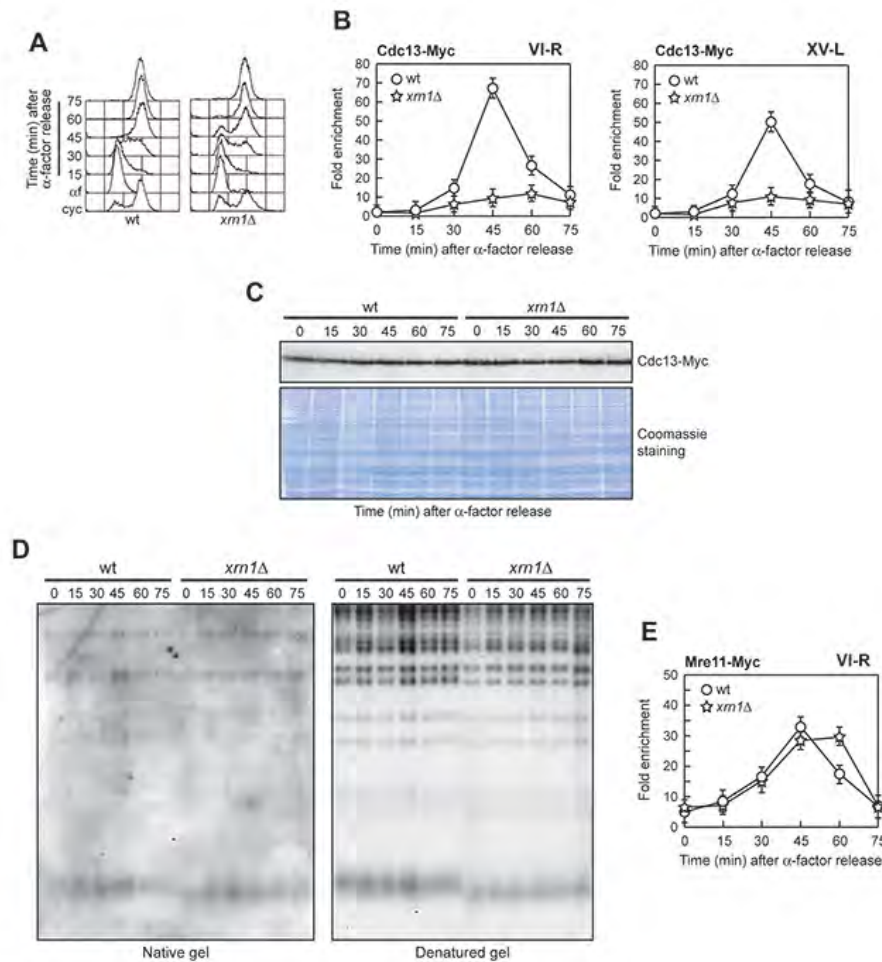 A
Time (min) after
α-factor release
75
60
45
30
15
αf
cyc
wt
xrn1Δ
B
Cdc13-Myc VI-R
wt
xrn1Δ
Fold enrichment
80
70
60
50
40
30
20
10
0
0 15 30 45 60 75
Time (min) after α-factor release
Cdc13-Myc XV-L
wt
xrn1Δ
Fold enrichment
80
70
60
50
40
30
20
10
0
0 15 30 45 60 75
Time (min) after α-factor release
C
wt xrn1Δ
0 15 30 45 60 75 0 15 30 45 60 75
Cdc13-Myc
Coomassie
staining
Time (min) after α-factor release
D
wt xrn1Δ
0 15 30 45 60 75 0 15 30 45 60 75
Native gel
wt xrn1Δ
0 15 30 45 60 75 0 15 30 45 60 75
Denatured gel
E
Mre11-Myc VI-R
wt
xrn1Δ
Fold enrichment
50
40
30
20
10
0
0 15 30 45 60 75
Time (min) after α-factor release